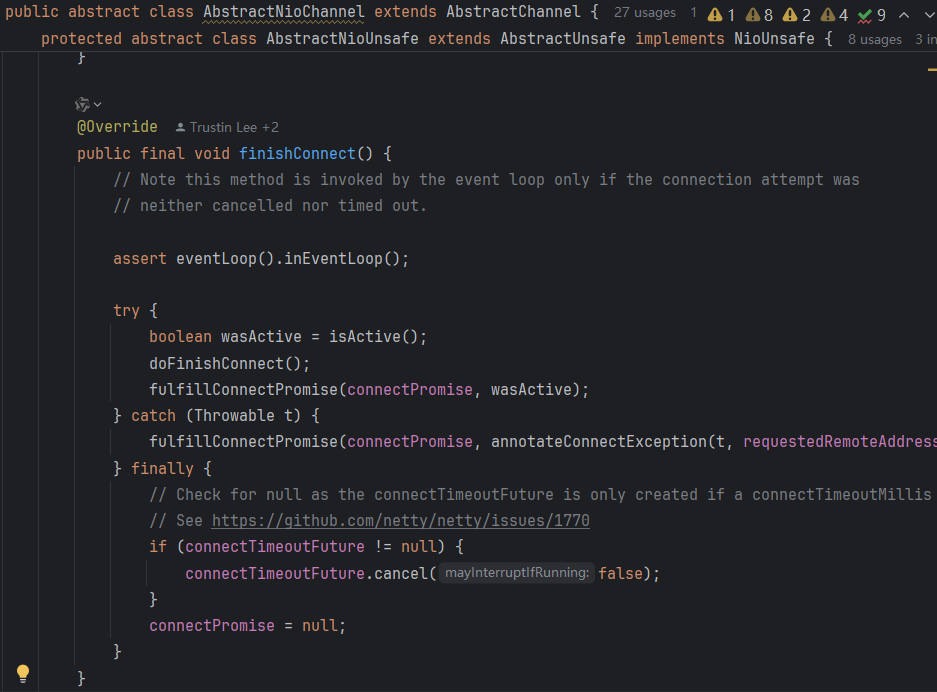 public abstract class AbstractNioChannel extends AbstractChannel { 27 usages 1 1 8 2 4 9
protected abstract class AbstractNioUnsafe extends AbstractUnsafe implements NioUnsafe { 8 usages 3 in
}
@Override Trustin Lee +2
public final void finishConnect() {
// Note this method is invoked by the event loop only if the connection attempt was
// neither cancelled nor timed out.
assert eventLoop().inEventLoop();
try {
boolean wasActive = isActive();
doFinishConnect();
fulfillConnectPromise(connectPromise, wasActive);
} catch (Throwable t) {
fulfillConnectPromise(connectPromise, annotateConnectException(t, requestedRemoteAddress
} finally {
// Check for null as the connectTimeoutFuture is only created if a connectTimeoutMillis
// See https://github.com/netty/netty/issues/1770
if (connectTimeoutFuture != null) {
connectTimeoutFuture.cancel( mayInterruptIfRunning: false);
}
connectPromise = null;
}
}